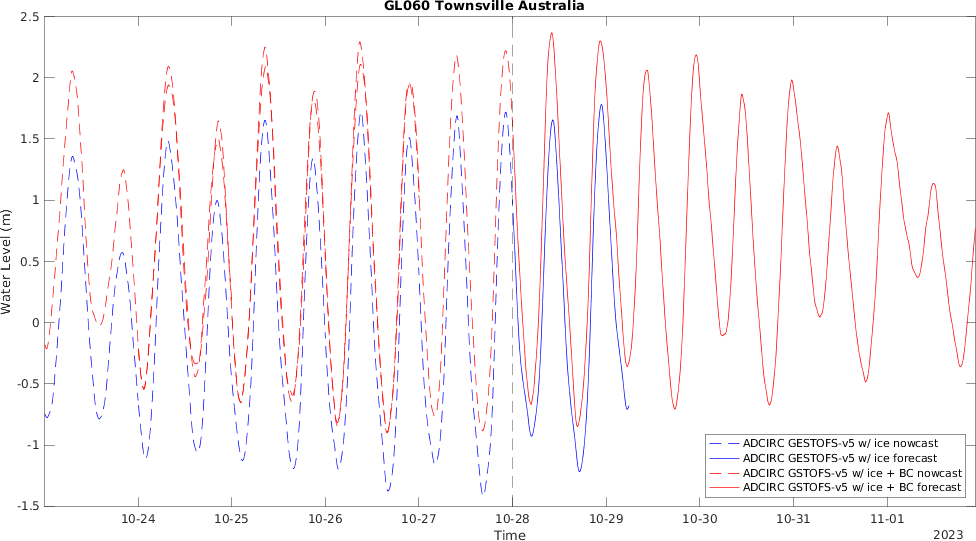 GL060 Townsville Australia
2.5
2
1.5
1
0.5
0
-0.5
-1
-1.5
Water Level (m)
10-24 10-25 10-26 10-27 10-28 10-29 10-30 10-31 11-01
Time
2023
ADCIRC GESTOFS-v5 w/ ice nowcast
ADCIRC GESTOFS-v5 w/ ice forecast
ADCIRC GSTOFS-v5 w/ ice + BC nowcast
ADCIRC GSTOFS-v5 w/ ice + BC forecast